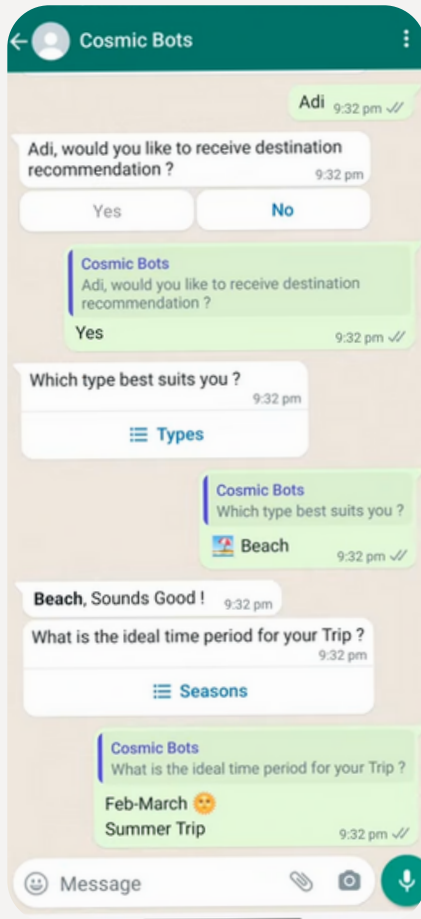 Cosmic Bots
Adi 9:32 pm
Adi, would you like to receive destination
recommendation ? 9:32 pm
Yes No
Cosmic Bots
Adi, would you like to receive destination
recommendation ?
Yes 9:32 pm
Which type best suits you ?
9:32 pm
Types
Cosmic Bots
Which type best suits you ?
🏖️ Beach 9:32 pm
Beach, Sounds Good ! 9:32 pm
What is the ideal time period for your Trip ?
9:32 pm
Seasons
Cosmic Bots
What is the ideal time period for your Trip ?
Feb-March 🌞
Summer Trip 9:32 pm
Message